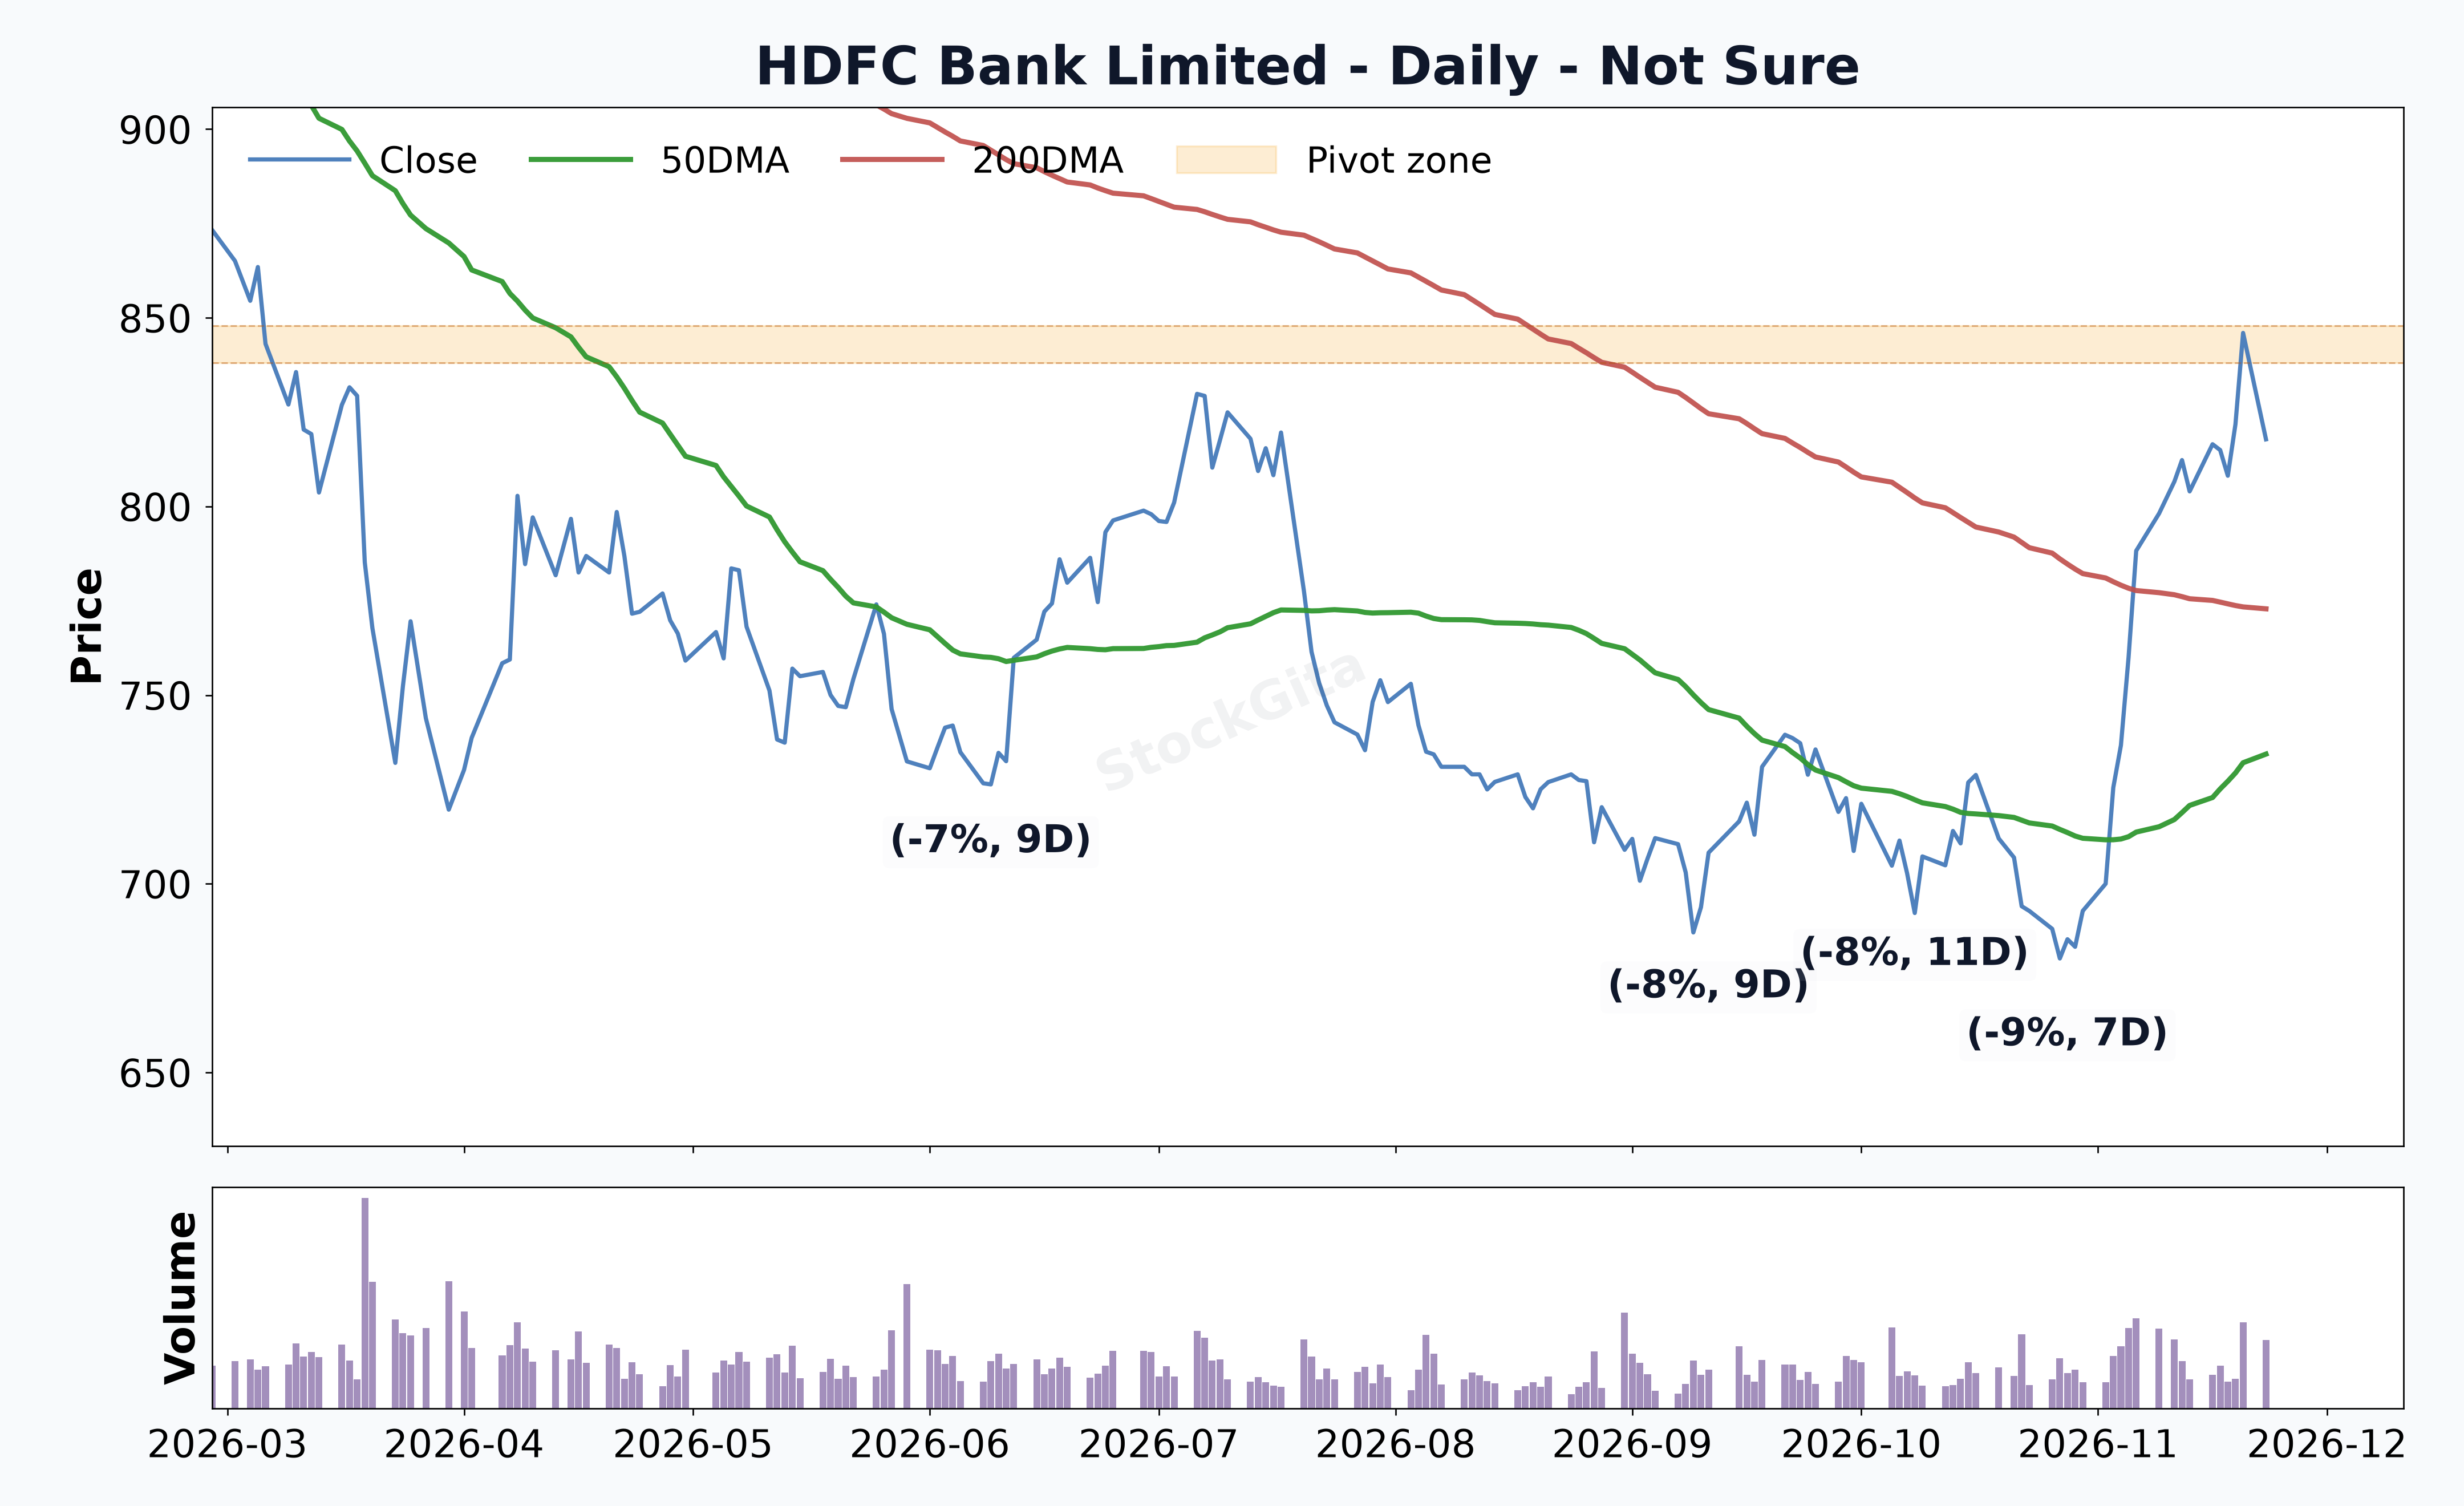 HDFC Bank Limited - Daily - Not Sure
Close 50DMA 200DMA Pivot zone
900
850
800
750
700
650
Price
StockGita
(-7%, 9D)
(-8%, 11D)
(-8%, 9D)
(-9%, 7D)
Volume
2026-03 2026-04 2026-05 2026-06 2026-07 2026-08 2026-09 2026-10 2026-11 2026-12